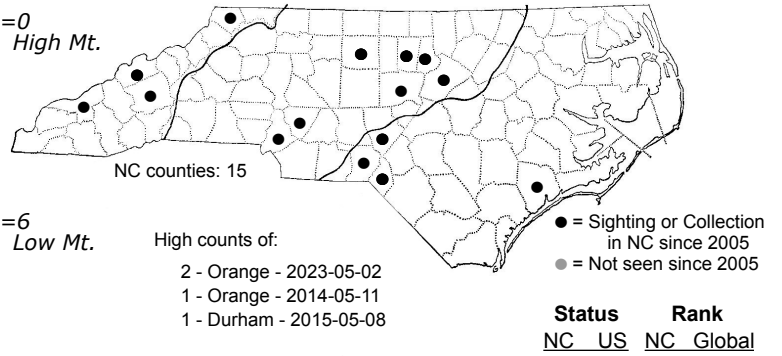 =0
High Mt.
NC counties: 15
=6
Low Mt.
High counts of:
2 - Orange - 2023-05-02
1 - Orange - 2014-05-11
1 - Durham - 2015-05-08
= Sighting or Collection
in NC since 2005
= Not seen since 2005
Status Rank
NC US NC Global